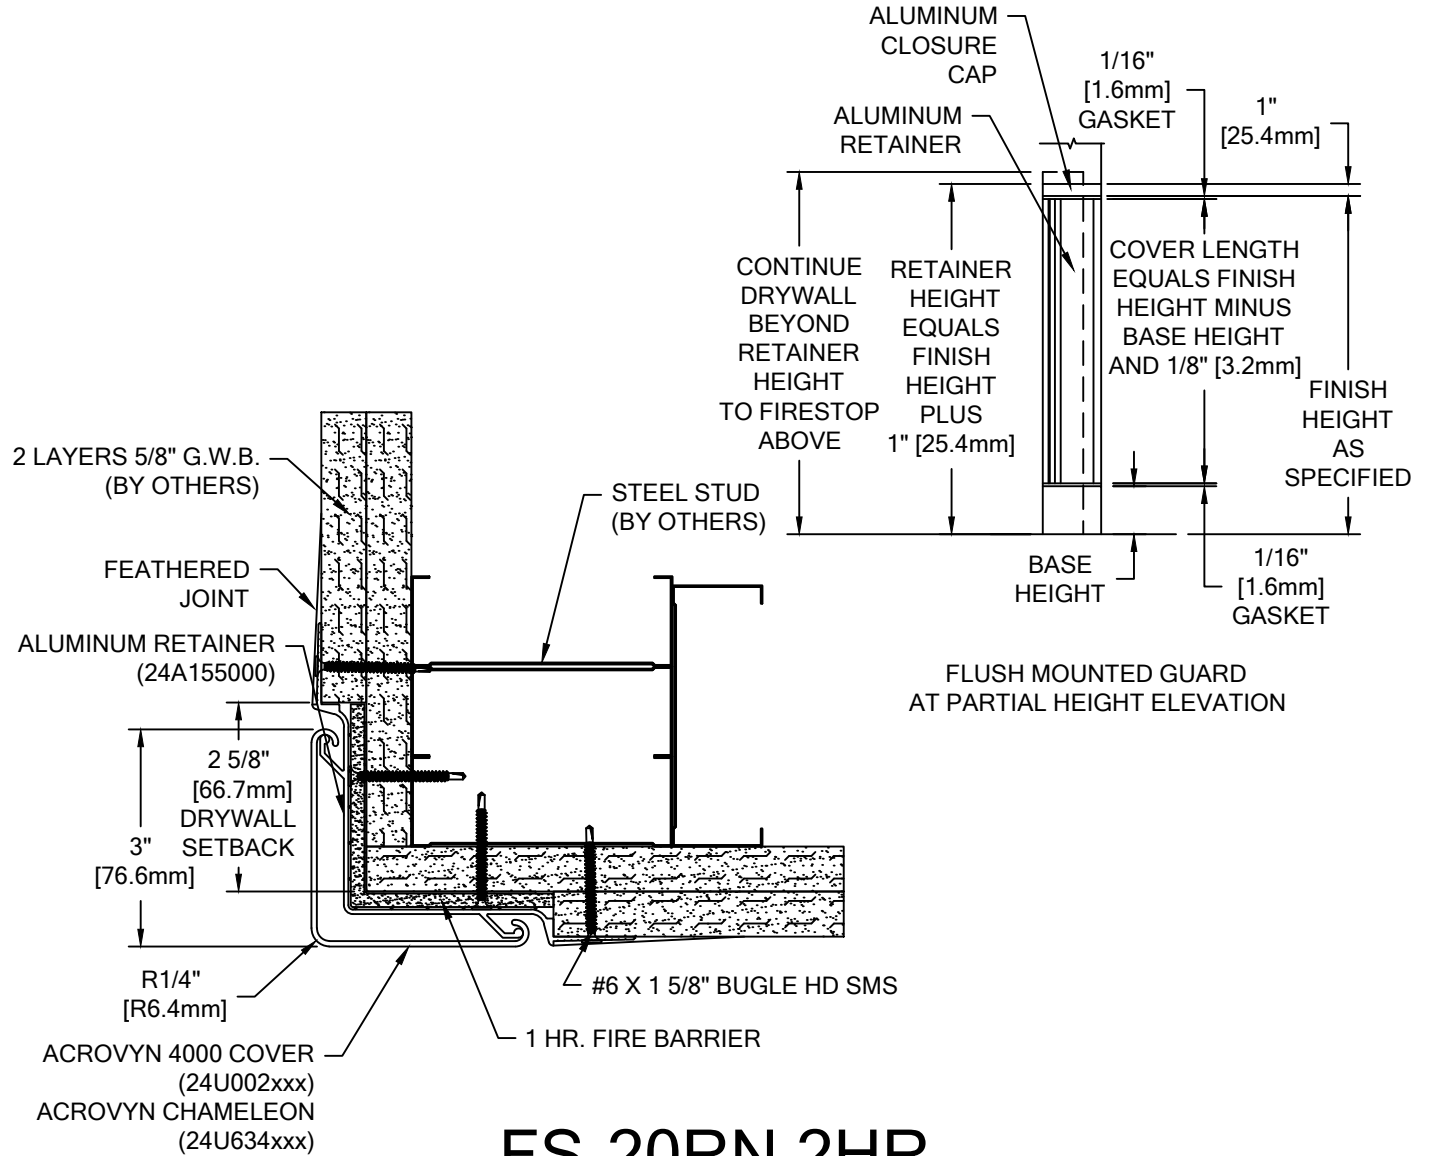 ALUMINUM
CLOSURE
CAP
1/16"
[1.6mm]
GASKET
1"
[25.4mm]
ALUMINUM
RETAINER
CONTINUE
DRYWALL
BEYOND
RETAINER
HEIGHT
TO FIRESTOP
ABOVE
RETAINER
HEIGHT
EQUALS
FINISH
HEIGHT
PLUS
1" [25.4mm]
COVER LENGTH
EQUALS FINISH
HEIGHT MINUS
BASE HEIGHT
AND 1/8" [3.2mm]
FINISH
HEIGHT
AS
SPECIFIED
BASE
HEIGHT
1/16"
[1.6mm]
GASKET
FLUSH MOUNTED GUARD
AT PARTIAL HEIGHT ELEVATION
2 LAYERS 5/8" G.W.B.
(BY OTHERS)
STEEL STUD
(BY OTHERS)
FEATHERED
JOINT
ALUMINUM RETAINER
(24A155000)
2 5/8"
[66.7mm]
DRYWALL
SETBACK
3"
[76.6mm]
R1/4"
[R6.4mm]
#6 X 1 5/8" BUGLE HD SMS
1 HR. FIRE BARRIER
ACROVYN 4000 COVER
(24U002xxx)
ACROVYN CHAMELEON
(24U634xxx)
FS-20RN 2HR